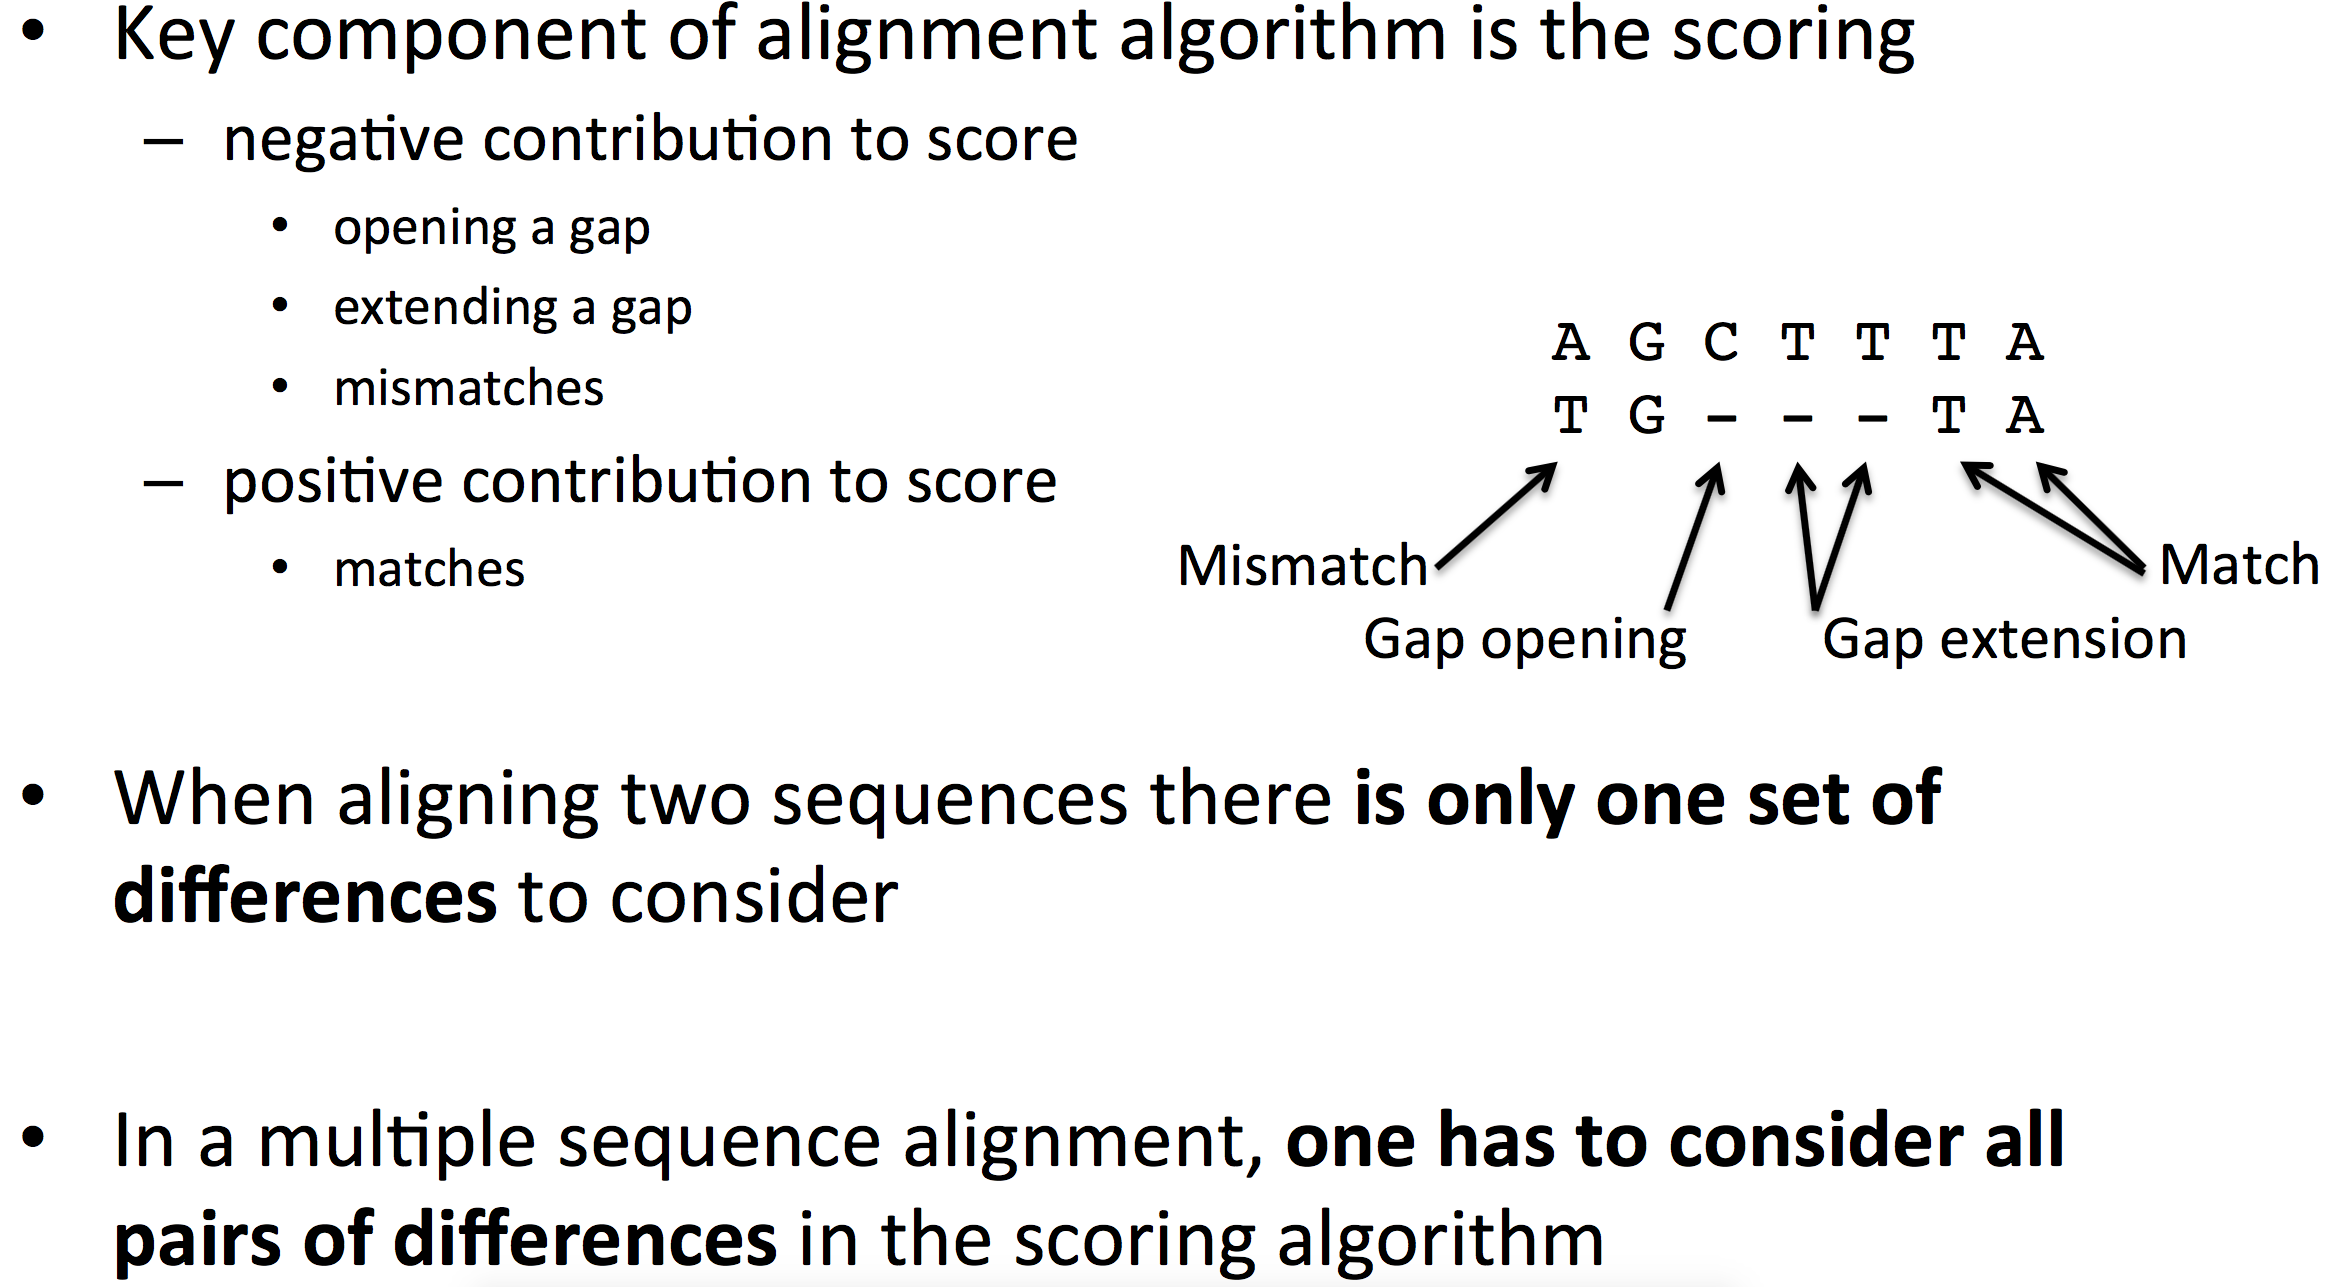 • Key component of alignment algorithm is the scoring
– negative contribution to score
• opening a gap
• extending a gap
• mismatches
– positive contribution to score
• matches
A G C T T T A
T G – – – T A
Mismatch
Match
Gap opening
Gap extension
• When aligning two sequences there is only one set of
differences to consider
• In a multiple sequence alignment, one has to consider all
pairs of differences in the scoring algorithm